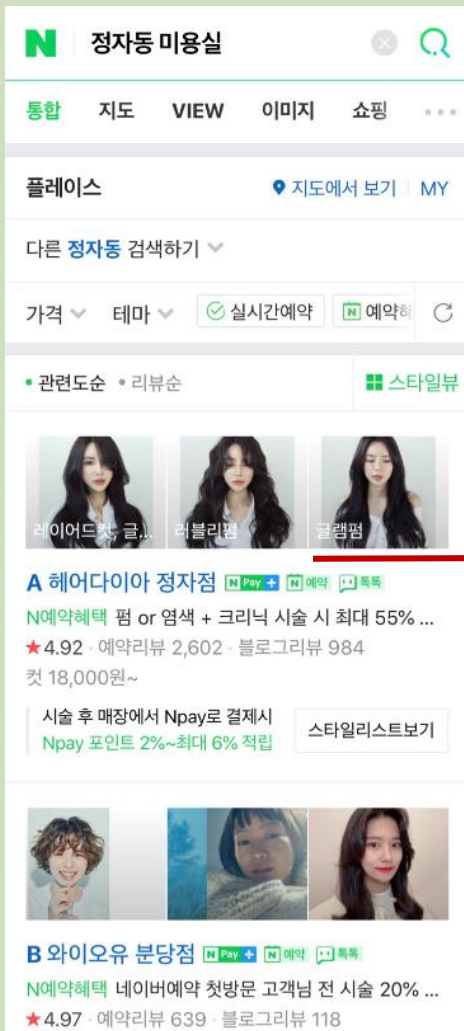 N 정자동 미용실
통합 지도 VIEW 이미지 쇼핑
플레이스 지도에서 보기 MY
다른 정자동 검색하기
가격 테마 실시간예약 N 예약
관련도순 리뷰순 스타일뷰
레이어드컷, 글... 러블리펌 글램펌
A 헤어다이아 정자점 N Pay + N 예약 톡톡
N예약혜택 펌 or 염색 + 크리닉 시술 시 최대 55% ...
★4.92 · 예약리뷰 2,602 · 블로그리뷰 984
컷 18,000원~
시술 후 매장에서 Npay로 결제시
Npay 포인트 2%~최대 6% 적립
스타일리스트보기
B 와이오유 분당점 N Pay + N 예약 톡톡
N예약혜택 네이버예약 첫방문 고객님 전 시술 20% ...
★4.97 · 예약리뷰 639 · 블로그리뷰 118